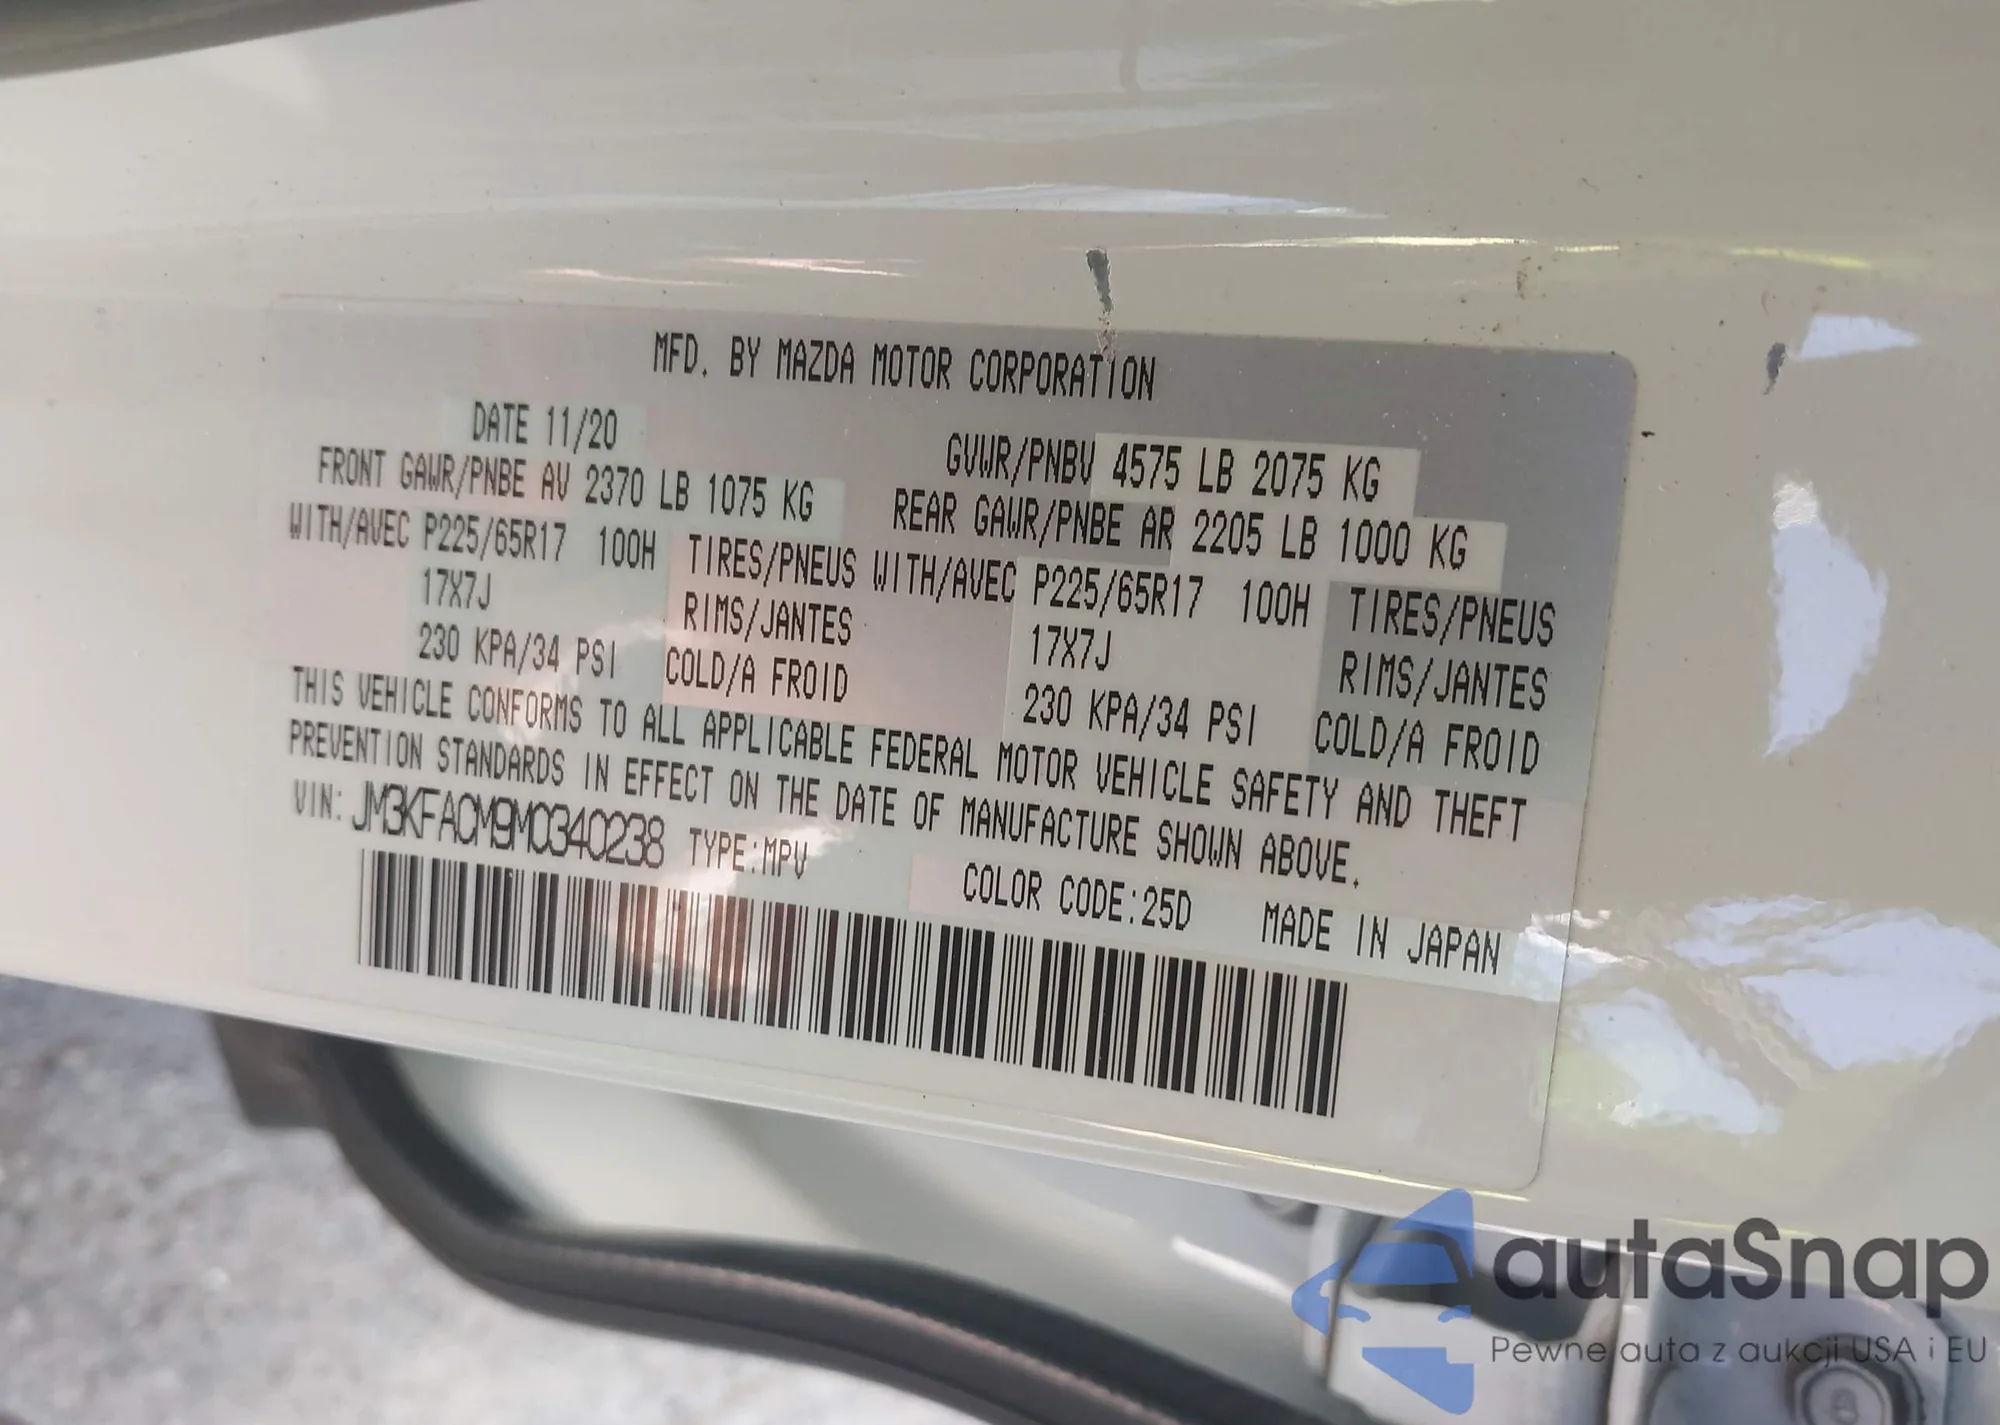 MFD. BY MAZDA MOTOR CORPORATION
DATE 11/20 GVWR/PNBV 4575 LB 2075 KG
FRONT GAWR/PNBE AV 2370 LB 1075 KG REAR GAWR/PNBE AR 2205 LB 1000 KG
WITH/AVEC P225/65R17 100H TIRES/PNEUS WITH/AVEC P225/65R17 100H TIRES/PNEUS
17X7J RIMS/JANTES 17X7J RIMS/JANTES
230 KPA/34 PSI COLD/A FROID 230 KPA/34 PSI COLD/A FROID
THIS VEHICLE CONFORMS TO ALL APPLICABLE FEDERAL MOTOR VEHICLE SAFETY AND THEFT
PREVENTION STANDARDS IN EFFECT ON THE DATE OF MANUFACTURE SHOWN ABOVE.
VIN: JM3KFACM9M0340238 TYPE:MPV COLOR CODE:25D MADE IN JAPAN
autaSnap
Pewne auta z aukcji USA i EU